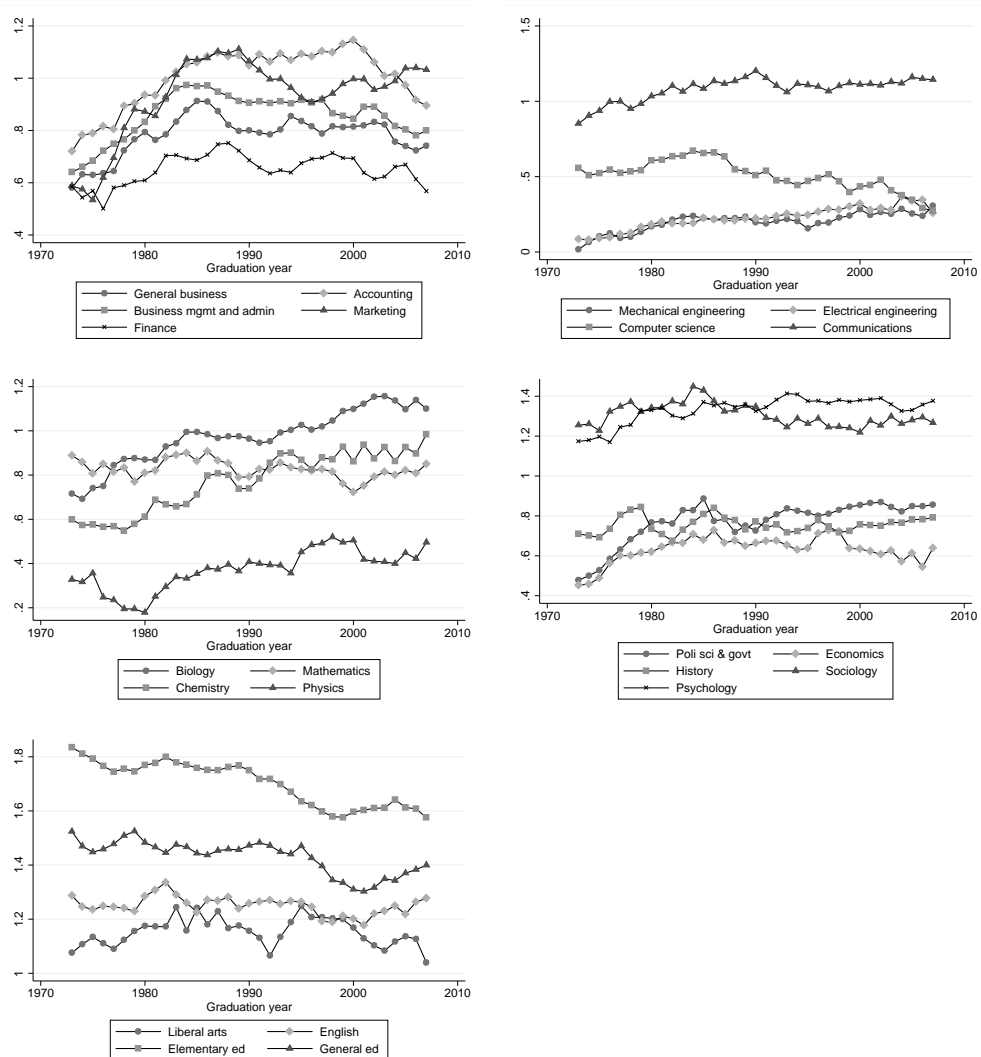 1.2
1
.8
.6
.4
1970 1980 1990 2000 2010
Graduation year
General business Accounting
Business mgmt and admin Marketing
Finance
1.5
1
.5
0
1970 1980 1990 2000 2010
Graduation year
Mechanical engineering Electrical engineering
Computer science Communications
1.2
1
.8
.6
.4
.2
1970 1980 1990 2000 2010
Graduation year
Biology Mathematics
Chemistry Physics
1.4
1.2
1
.8
.6
.4
1970 1980 1990 2000 2010
Graduation year
Poli sci & govt Economics
History Sociology
Psychology
1.8
1.6
1.4
1.2
1
1970 1980 1990 2000 2010
Graduation year
Liberal arts English
Elementary ed General ed